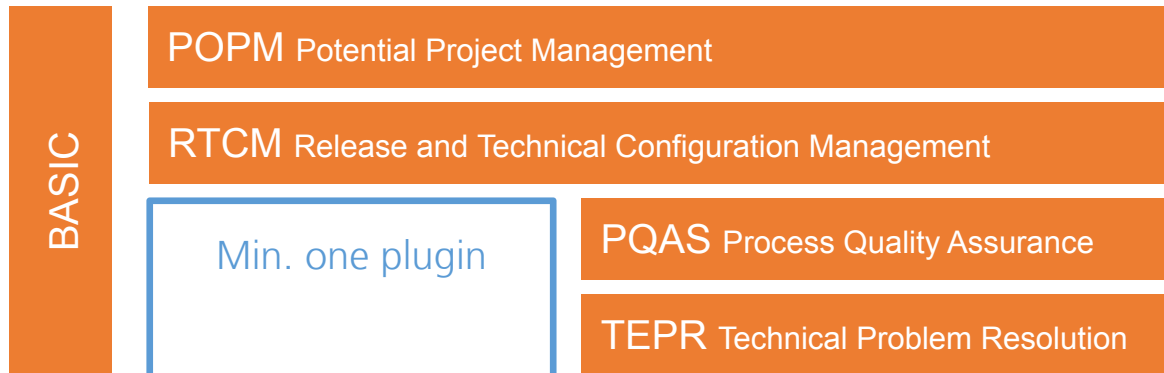 BASIC
POPM Potential Project Management
RTCM Release and Technical Configuration Management
Min. one plugin
PQAS Process Quality Assurance
TEPR Technical Problem Resolution